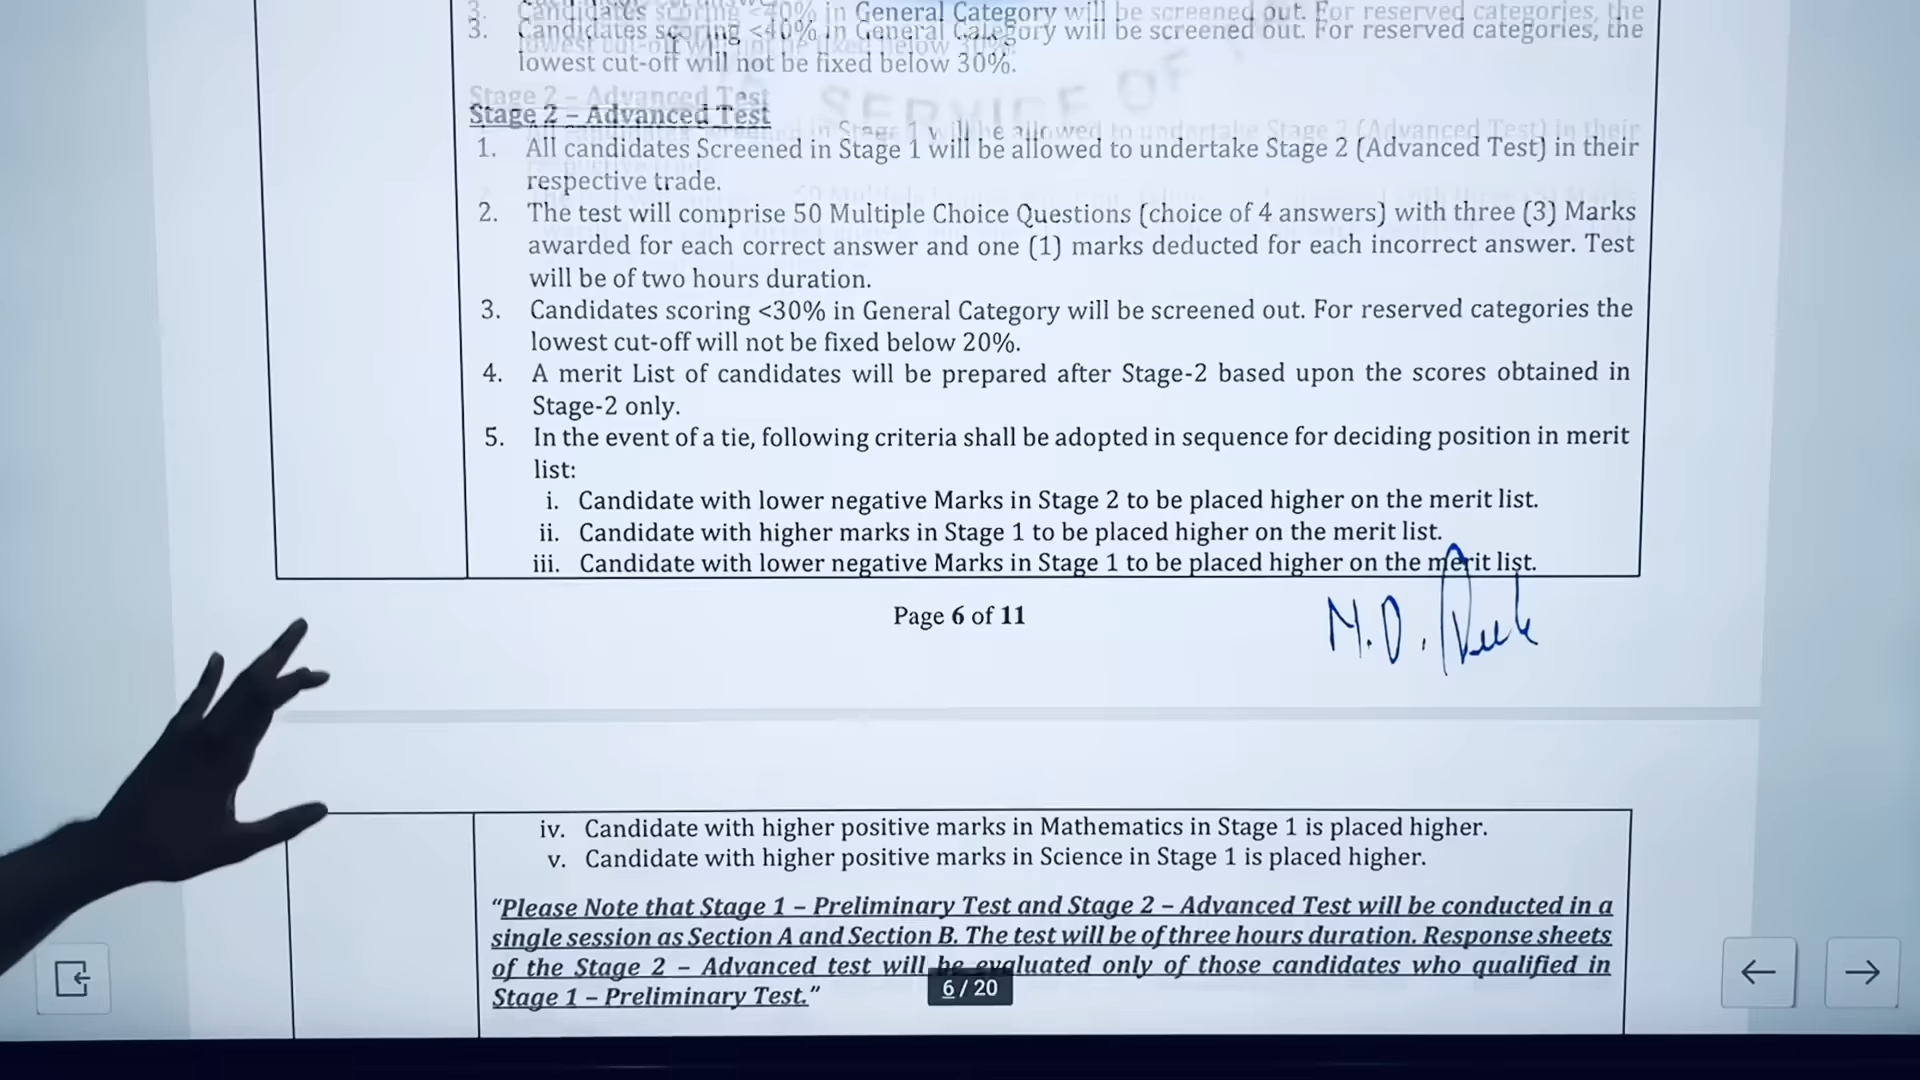 3. Candidates scoring <40% in General Category will be screened out. For reserved categories, the
lowest cut-off will not be fixed below 30%.
Stage 2 – Advanced Test
1. All candidates Screened in Stage 1 will be allowed to undertake Stage 2 (Advanced Test) in their
respective trade.
2. The test will comprise 50 Multiple Choice Questions (choice of 4 answers) with three (3) Marks
awarded for each correct answer and one (1) marks deducted for each incorrect answer. Test
will be of two hours duration.
3. Candidates scoring <30% in General Category will be screened out. For reserved categories the
lowest cut-off will not be fixed below 20%.
4. A merit List of candidates will be prepared after Stage-2 based upon the scores obtained in
Stage-2 only.
5. In the event of a tie, following criteria shall be adopted in sequence for deciding position in merit
list:
i. Candidate with lower negative Marks in Stage 2 to be placed higher on the merit list.
ii. Candidate with higher marks in Stage 1 to be placed higher on the merit list.
iii. Candidate with lower negative Marks in Stage 1 to be placed higher on the merit list.
Page 6 of 11
M.D.
iv. Candidate with higher positive marks in Mathematics in Stage 1 is placed higher.
v. Candidate with higher positive marks in Science in Stage 1 is placed higher.
“Please Note that Stage 1 – Preliminary Test and Stage 2 – Advanced Test will be conducted in a
single session as Section A and Section B. The test will be of three hours duration. Response sheets
of the Stage 2 – Advanced test will be evaluated only of those candidates who qualified in
Stage 1 – Preliminary Test.”
6 / 20